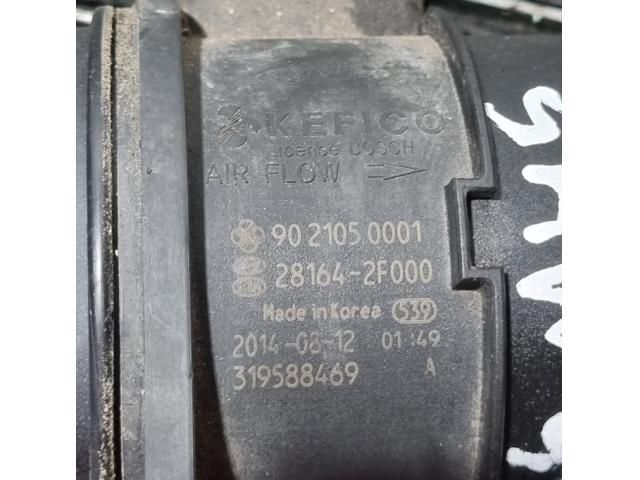 KEFICO
License BOSCH
AIR FLOW
90 2105 0001
28164-2F000
Made in Korea 539
2014-08-12 01:49
319588469 A